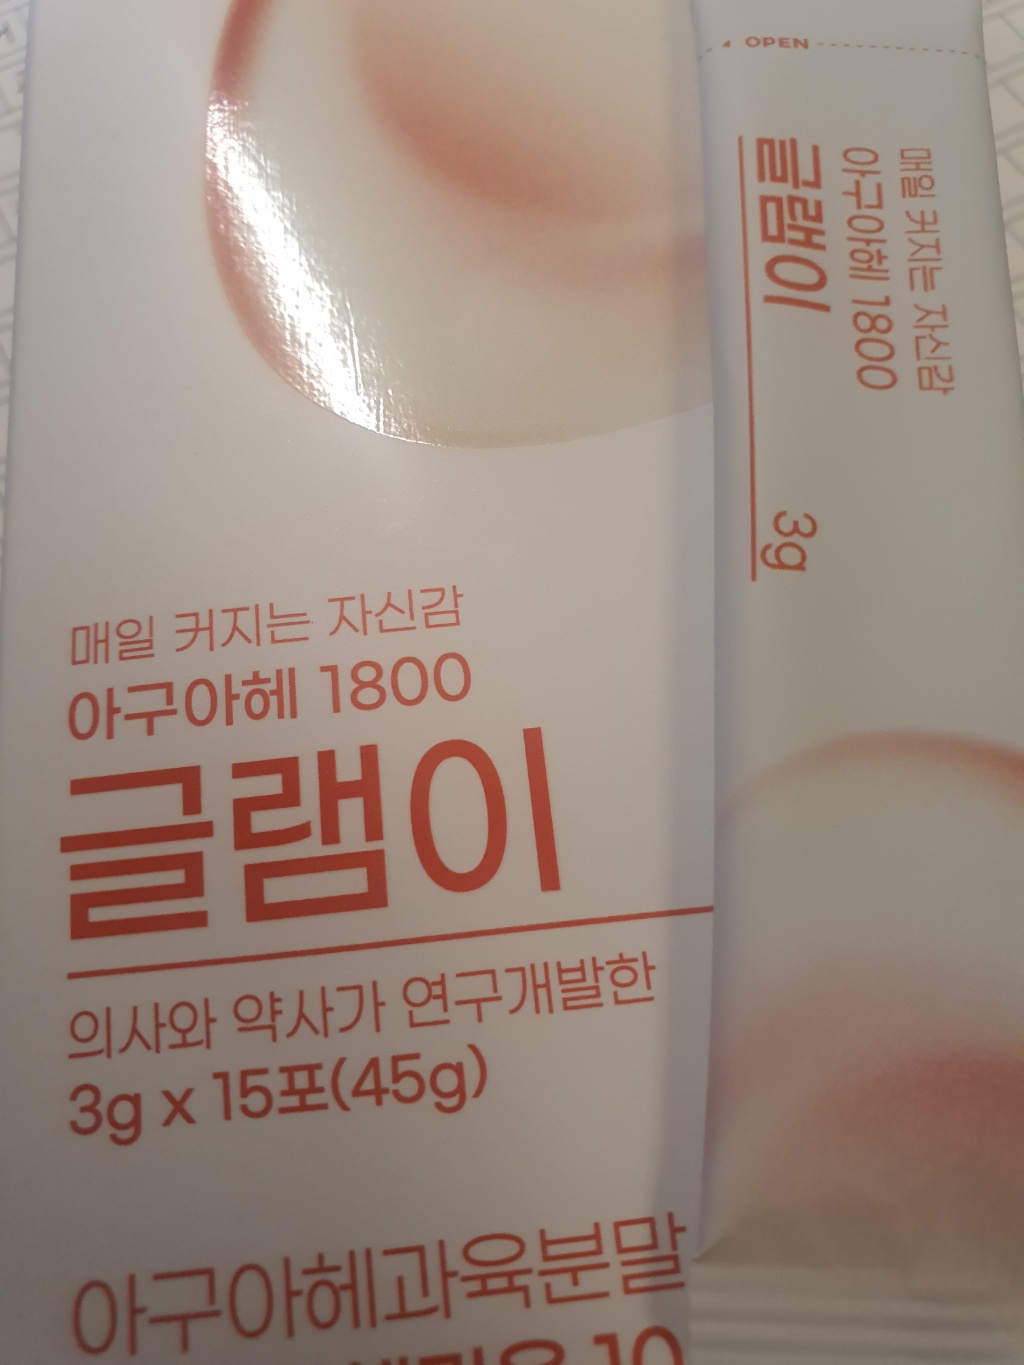 매일 커지는 자신감
아구아헤 1800
글램이
의사와 약사가 연구개발한
3g x 15포(45g)
아구아헤과육분말
10
OPEN
매일 커지는 자신감
아구아헤 1800
글램이
3g